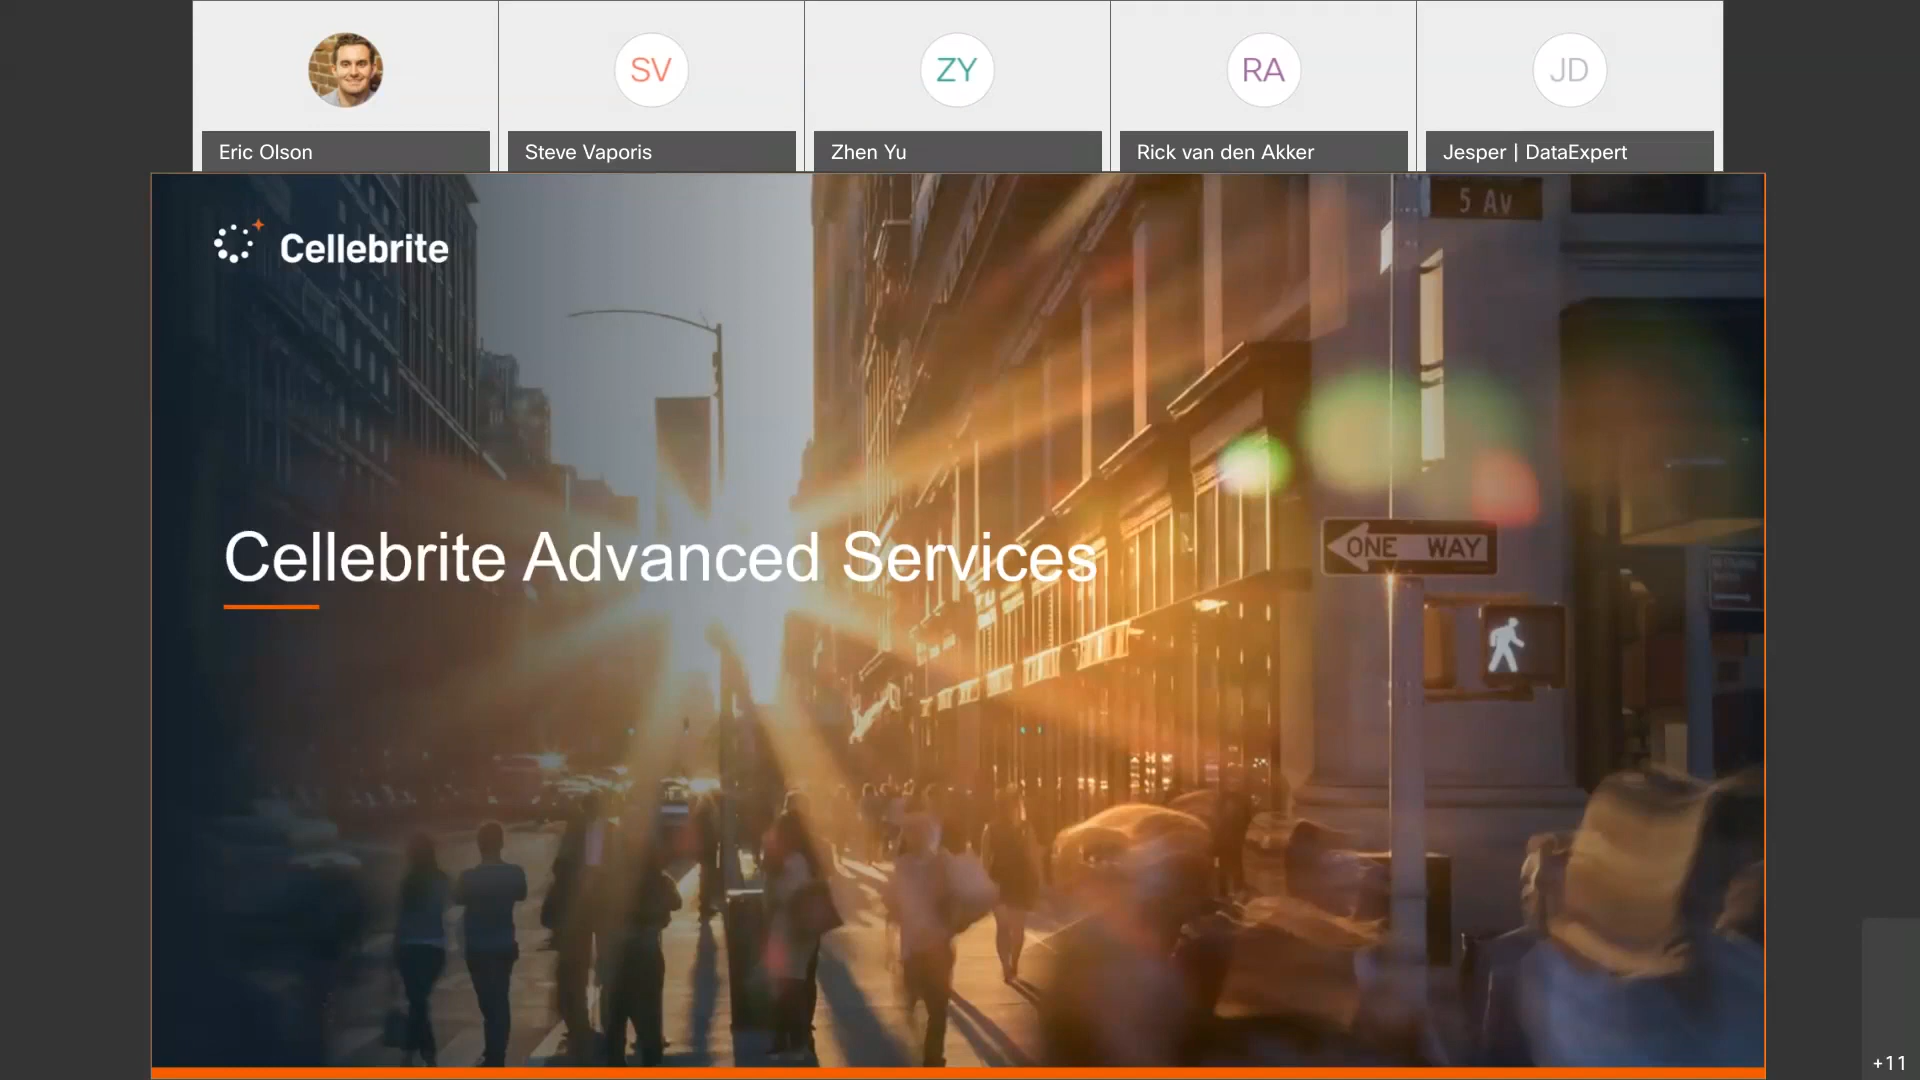 SV
ZY
RA
JD
Eric Olson
Steve Vaporis
Zhen Yu
Rick van den Akker
Jesper | DataExpert
5 Av
Cellebrite
Cellebrite Advanced Services
ONE WAY
+11